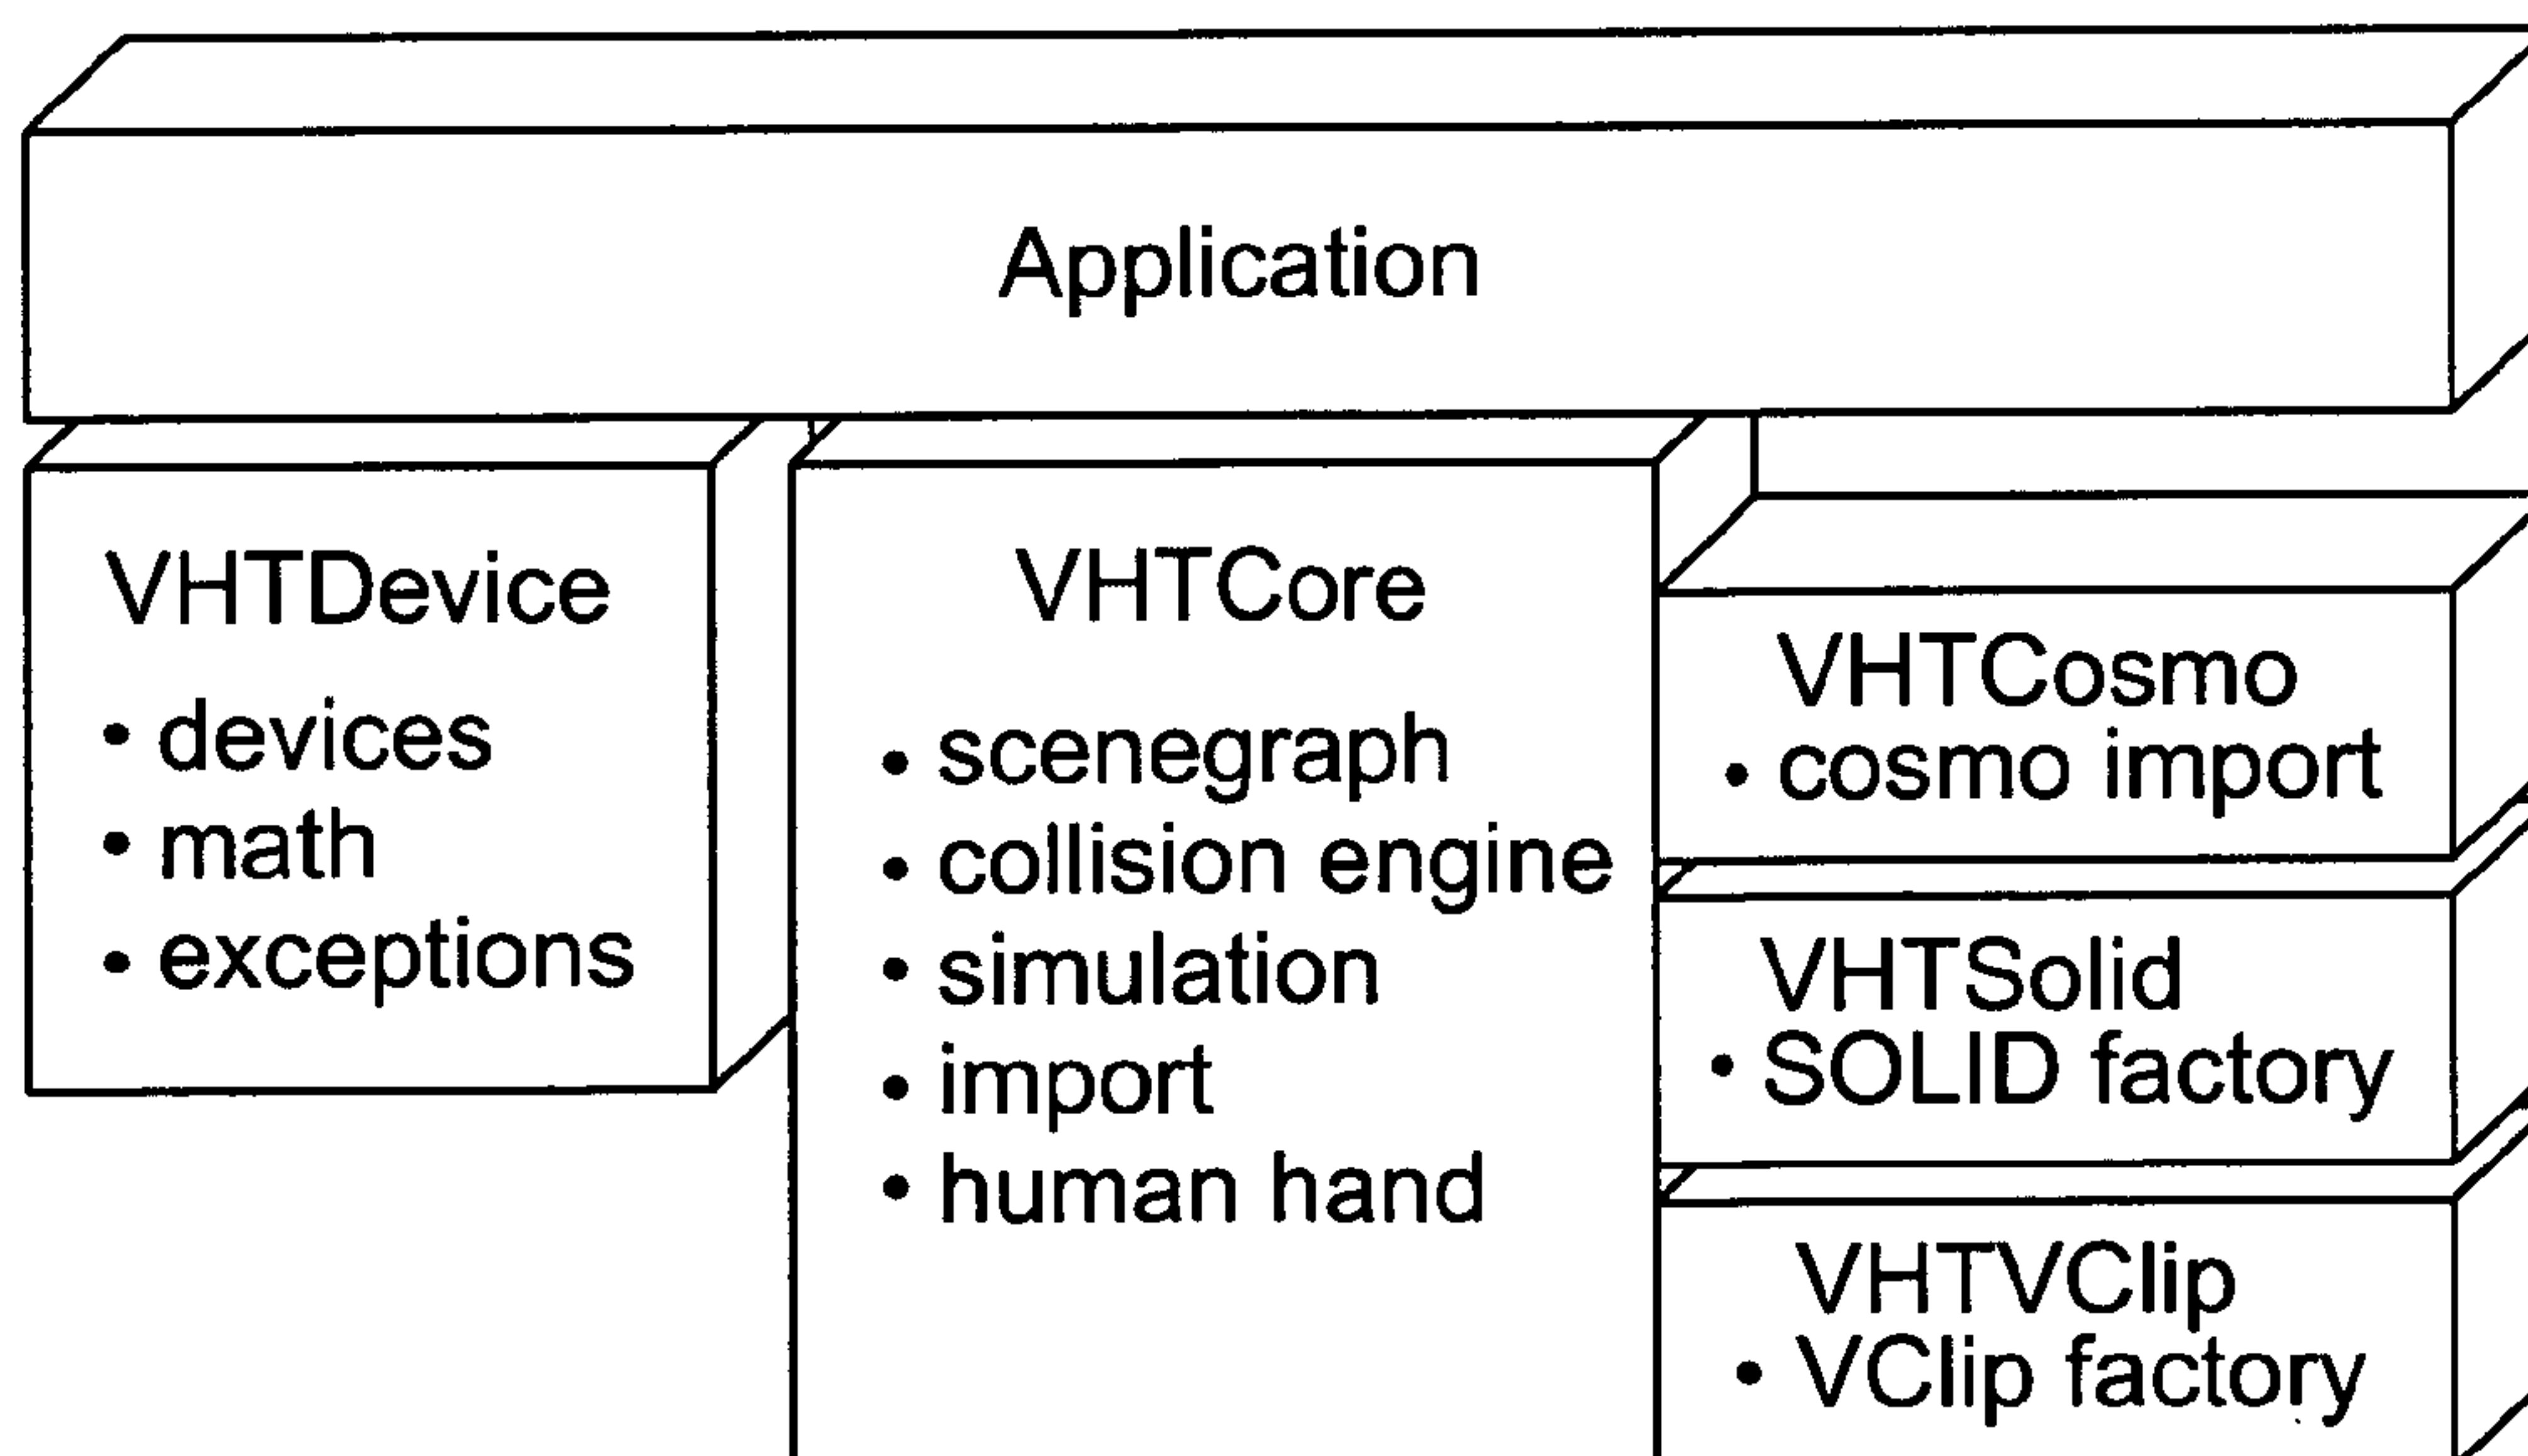 Application
VHTDevice
• devices
• math
• exceptions
VHTCore
• scenegraph
• collision engine
• simulation
• import
• human hand
VHTCosmo
• cosmo import
VHTSolid
• SOLID factory
VHTVClip
• VClip factory